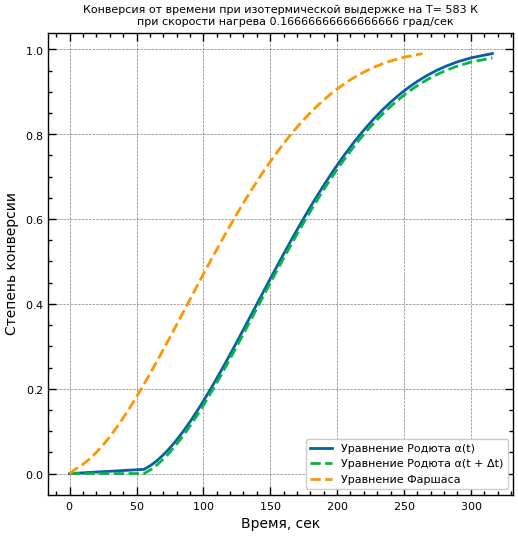 Конверсия от времени при изотермической выдержке на Т= 583 К
при скорости нагрева 0.16666666666666666 град/сек
1.0
0.8
0.6
0.4
0.2
0.0
Степень конверсии
0 50 100 150 200 250 300
Время, сек
Уравнение Родюта α(t)
Уравнение Родюта α(t + Δt)
Уравнение Фаршаса